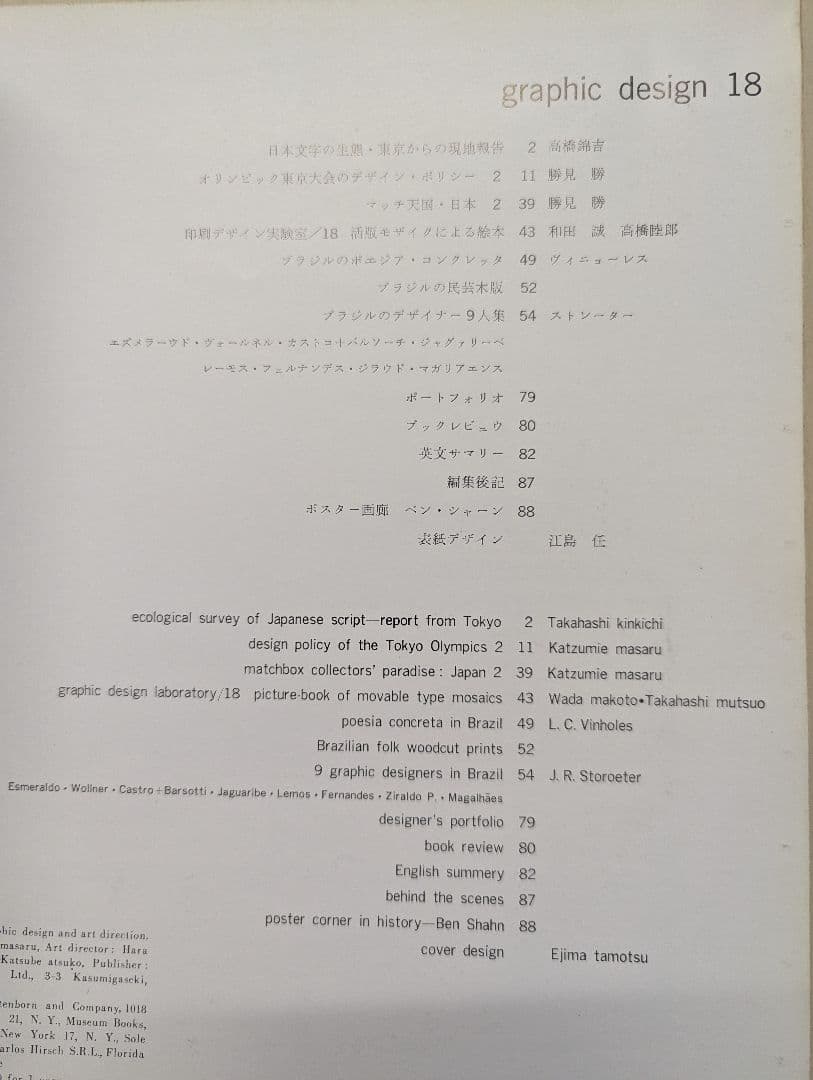 graphic design 18
日本文字の生態・東京からの現地報告 2 高橋錦吉
オリンピック東京大会のデザイン・ポリシー 2 11 勝見 勝
マッチ天国・日本 2 39 勝見 勝
印刷デザイン実験室/18 活版モザイクによる絵本 43 和田 誠 高橋睦郎
ブラジルのポエジア・コンクレッタ 49 ヴィニョーレス
ブラジルの民芸木版 52
ブラジルのデザイナー9人集 54 ストレーター
エズメラーウド・ヴォールネル・カストロ+バルソーチ・ジャグァリーベ
レーモス・フェルナンデス・ジラウド・マガリアエンス
ポートフォリオ 79
ブックレビュウ 80
英文サマリー 82
編集後記 87
ポスター画廊 ベン・シャーン 88
表紙デザイン 江島 任
ecological survey of Japanese script—report from Tokyo 2 Takahashi kinkichi
design policy of the Tokyo Olympics 2 11 Katzumie masaru
matchbox collectors' paradise: Japan 2 39 Katzumie masaru
graphic design laboratory/18 picture-book of movable type mosaics 43 Wada makoto•Takahashi mutsuo
poesia concreta in Brazil 49 L. C. Vinholes
Brazilian folk woodcut prints 52
9 graphic designers in Brazil 54 J. R. Storoeter
Esmeraldo・Wollner・Castro+Barsotti・Jaguaribe・Lemos・Fernandes・Ziraldo P.・Magalhães
designer's portfolio 79
book review 80
English summery 82
behind the scenes 87
poster corner in history—Ben Shahn 88
cover design Ejima tamotsu
phic design and art direction.
masaru, Art director: Hara
Katsube atsuko, Publisher:
Ltd., 3-3 Kasumigaseki,
tenborn and Company, 1018
21, N. Y., Museum Books,
New York 17, N. Y., Sole
arlos Hirsch S.R.L., Florida